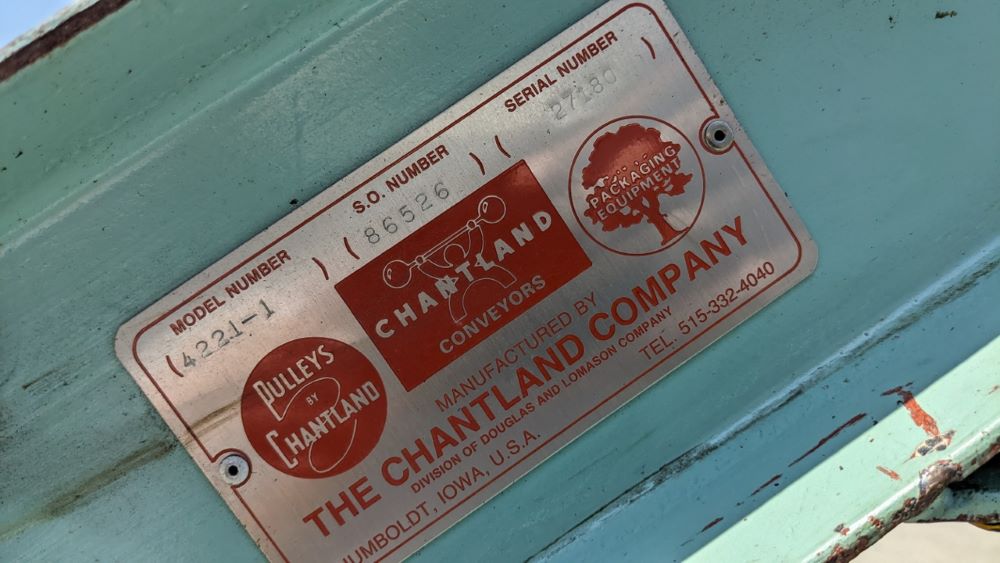 MODEL NUMBER
(4221-1 )
S.O. NUMBER
(86526 )
SERIAL NUMBER
( 27180 )
PULLEYS
BY
CHANTLAND
CHANTLAND
CONVEYORS
PACKAGING
EQUIPMENT
MANUFACTURED BY
THE CHANTLAND COMPANY
DIVISION OF DOUGLAS AND LOMASON COMPANY
HUMBOLDT, IOWA, U.S.A. TEL. 515-332-4040